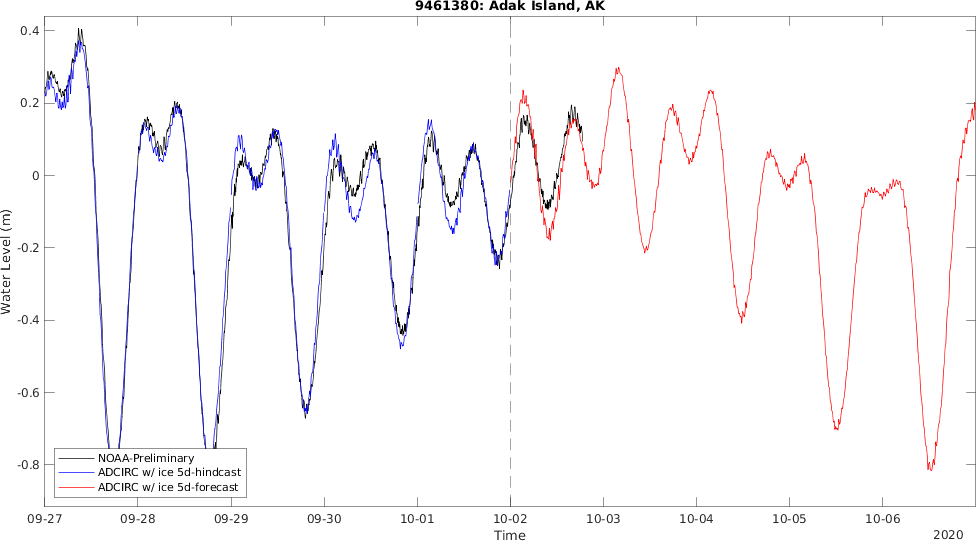 9461380: Adak Island, AK
Water Level (m)
0.4
0.2
0
-0.2
-0.4
-0.6
-0.8
NOAA-Preliminary
ADCIRC w/ ice 5d-hindcast
ADCIRC w/ ice 5d-forecast
09-27 09-28 09-29 09-30 10-01 10-02 10-03 10-04 10-05 10-06
Time
2020